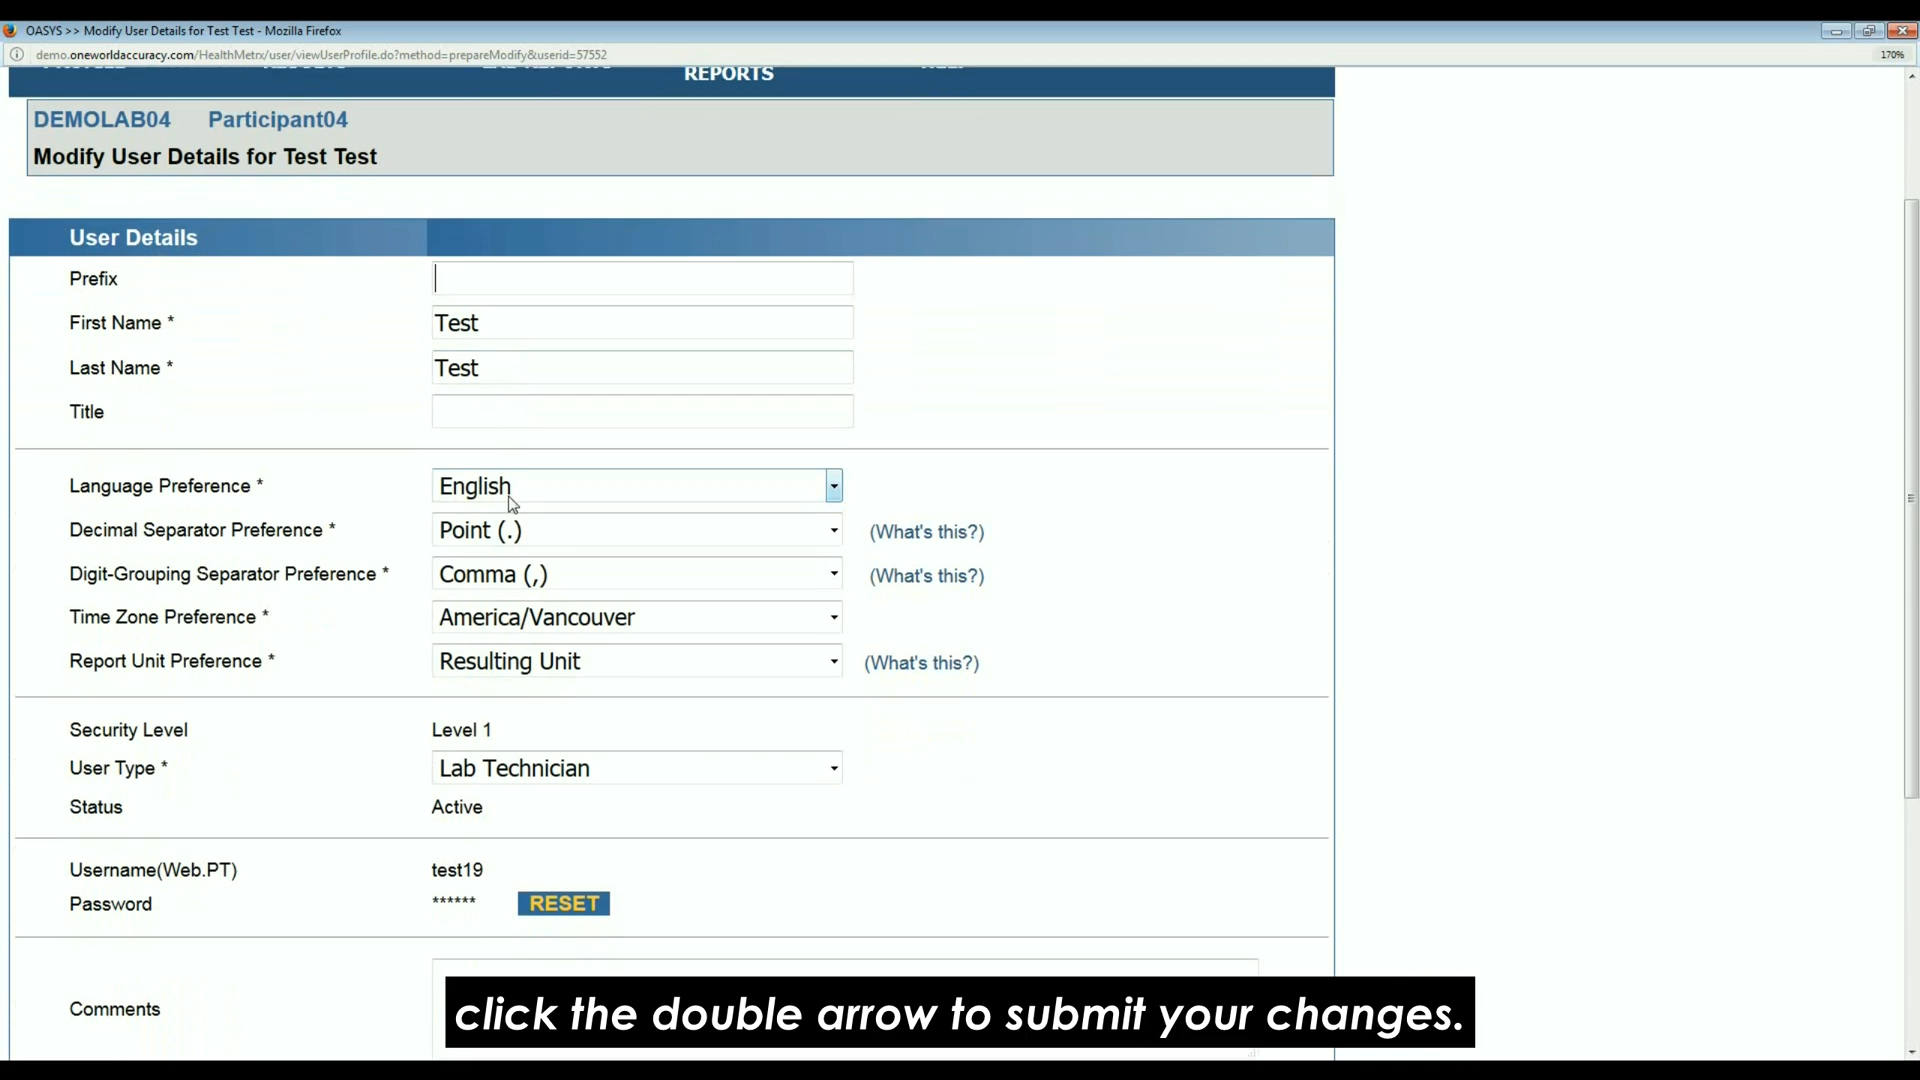 OASYS >> Modify User Details for Test Test - Mozilla Firefox
demo.oneworldaccuracy.com/HealthMetrx/user/viewUserProfile.do?method=prepareModify&userid=57552
170%
REPORTS
DEMOLAB04 Participant04
Modify User Details for Test Test
User Details
Prefix
First Name * Test
Last Name * Test
Title
Language Preference * English
Decimal Separator Preference * Point (.) (What's this?)
Digit-Grouping Separator Preference * Comma (,) (What's this?)
Time Zone Preference * America/Vancouver
Report Unit Preference * Resulting Unit (What's this?)
Security Level Level 1
User Type * Lab Technician
Status Active
Username(Web.PT) test19
Password ****** RESET
Comments
click the double arrow to submit your changes.